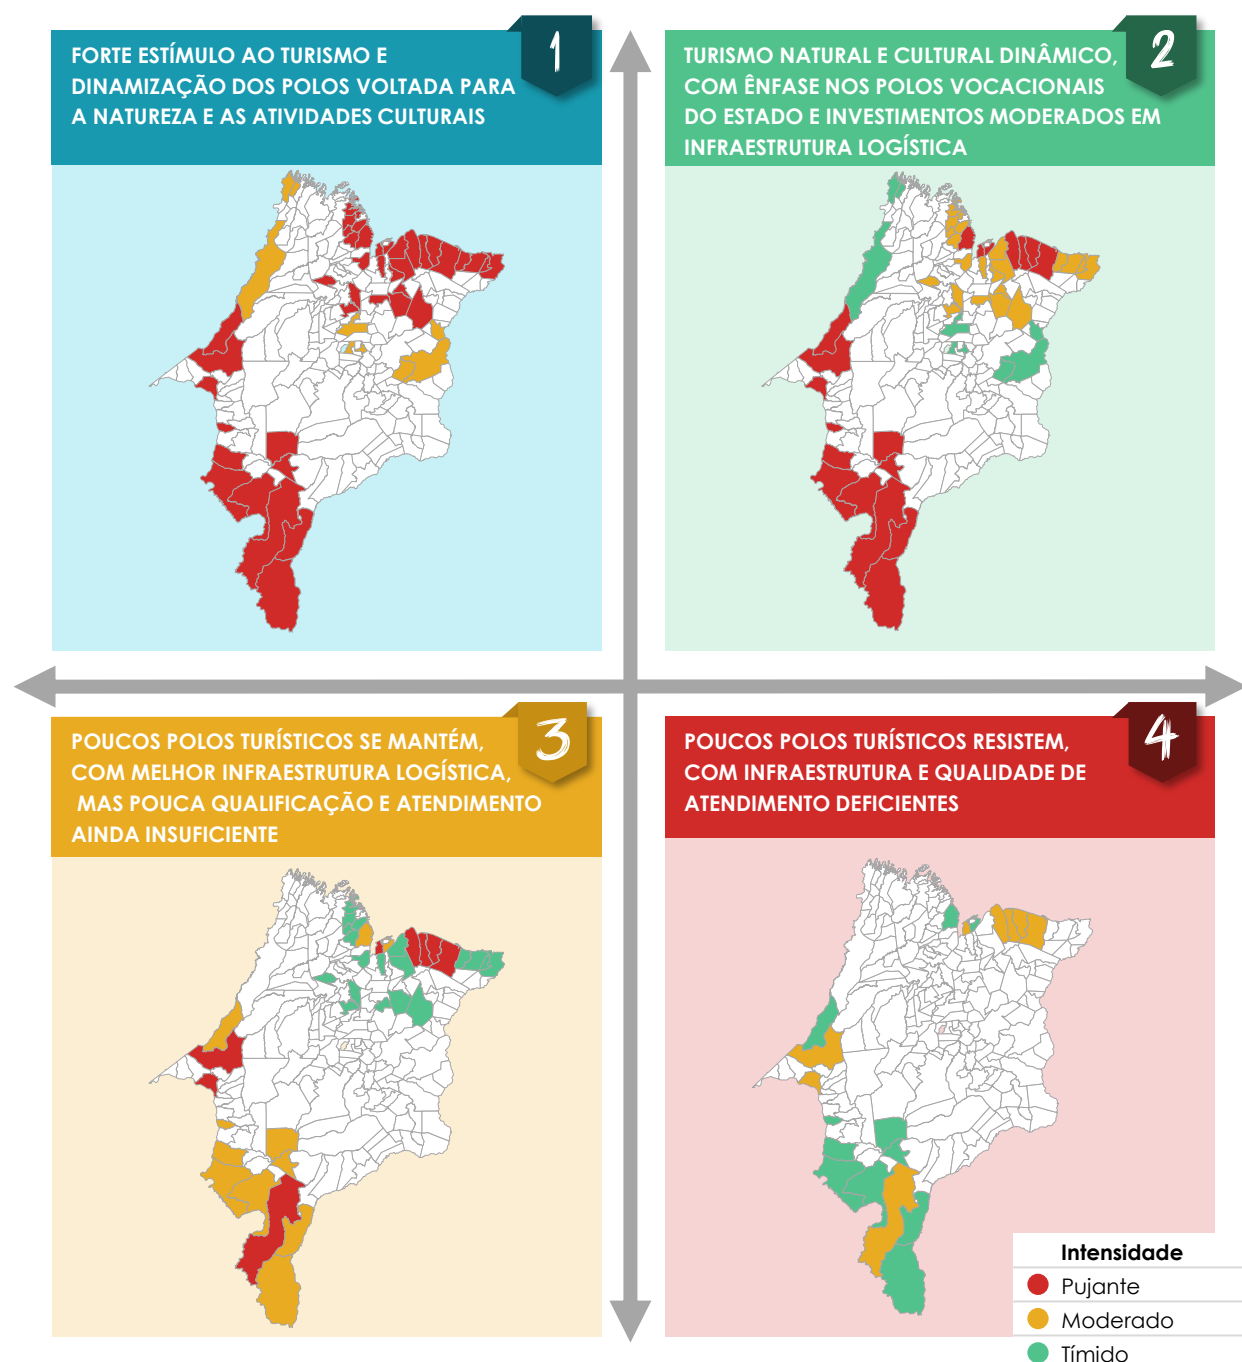 FORTE ESTÍMULO AO TURISMO E
DINAMIZAÇÃO DOS POLOS VOLTADA PARA
A NATUREZA E AS ATIVIDADES CULTURAIS
1
TURISMO NATURAL E CULTURAL DINÂMICO,
COM ÊNFASE NOS POLOS VOCACIONAIS
DO ESTADO E INVESTIMENTOS MODERADOS EM
INFRAESTRUTURA LOGÍSTICA
2
POUCOS POLOS TURÍSTICOS SE MANTÉM,
COM MELHOR INFRAESTRUTURA LOGÍSTICA,
MAS POUCA QUALIFICAÇÃO E ATENDIMENTO
AINDA INSUFICIENTE
3
POUCOS POLOS TURÍSTICOS RESISTEM,
COM INFRAESTRUTURA E QUALIDADE DE
ATENDIMENTO DEFICIENTES
4
Intensidade
Pujante
Moderado
Tímido